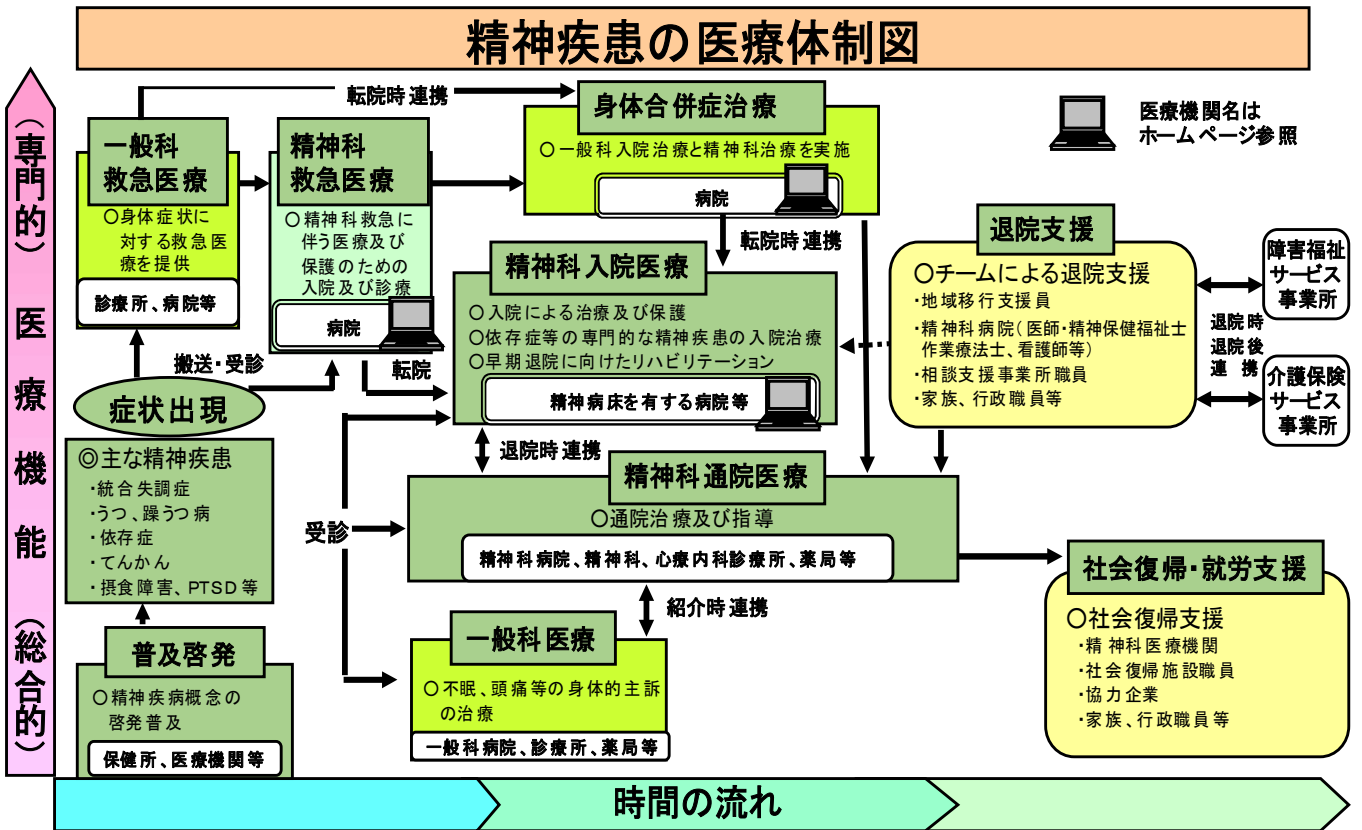 精神疾患の医療体制図
(専門的) 医療機能 (総合的)
転院時連携
医療機関名は
ホームページ参照
一般科
救急医療
○身体症状に
対する救急医
療を提供
診療所、病院等
精神科
救急医療
○精神科救急に
伴う医療及び
保護のための
入院及び診療
病院
身体合併症治療
○一般科入院治療と精神科治療を実施
病院
転院時連携
搬送・受診
転院
精神科入院医療
○入院による治療及び保護
○依存症等の専門的な精神疾患の入院治療
○早期退院に向けたリハビリテーション
精神病床を有する病院等
退院支援
○チームによる退院支援
・地域移行支援員
・精神科病院(医師・精神保健福祉士
作業療法士、看護師等)
・相談支援事業所職員
・家族、行政職員等
障害福祉
サービス
事業所
退院時
退院後
連携
介護保険
サービス
事業所
症状出現
◎主な精神疾患
・統合失調症
・うつ、躁うつ病
・依存症
・てんかん
・摂食障害、PTSD等
退院時連携
受診
精神科通院医療
○通院治療及び指導
精神科病院、精神科、心療内科診療所、薬局等
紹介時連携
普及啓発
○精神疾病概念の
啓発普及
保健所、医療機関等
一般科医療
○不眠、頭痛等の身体的主訴
の治療
一般科病院、診療所、薬局等
社会復帰・就労支援
○社会復帰支援
・精神科医療機関
・社会復帰施設職員
・協力企業
・家族、行政職員等
時間の流れ